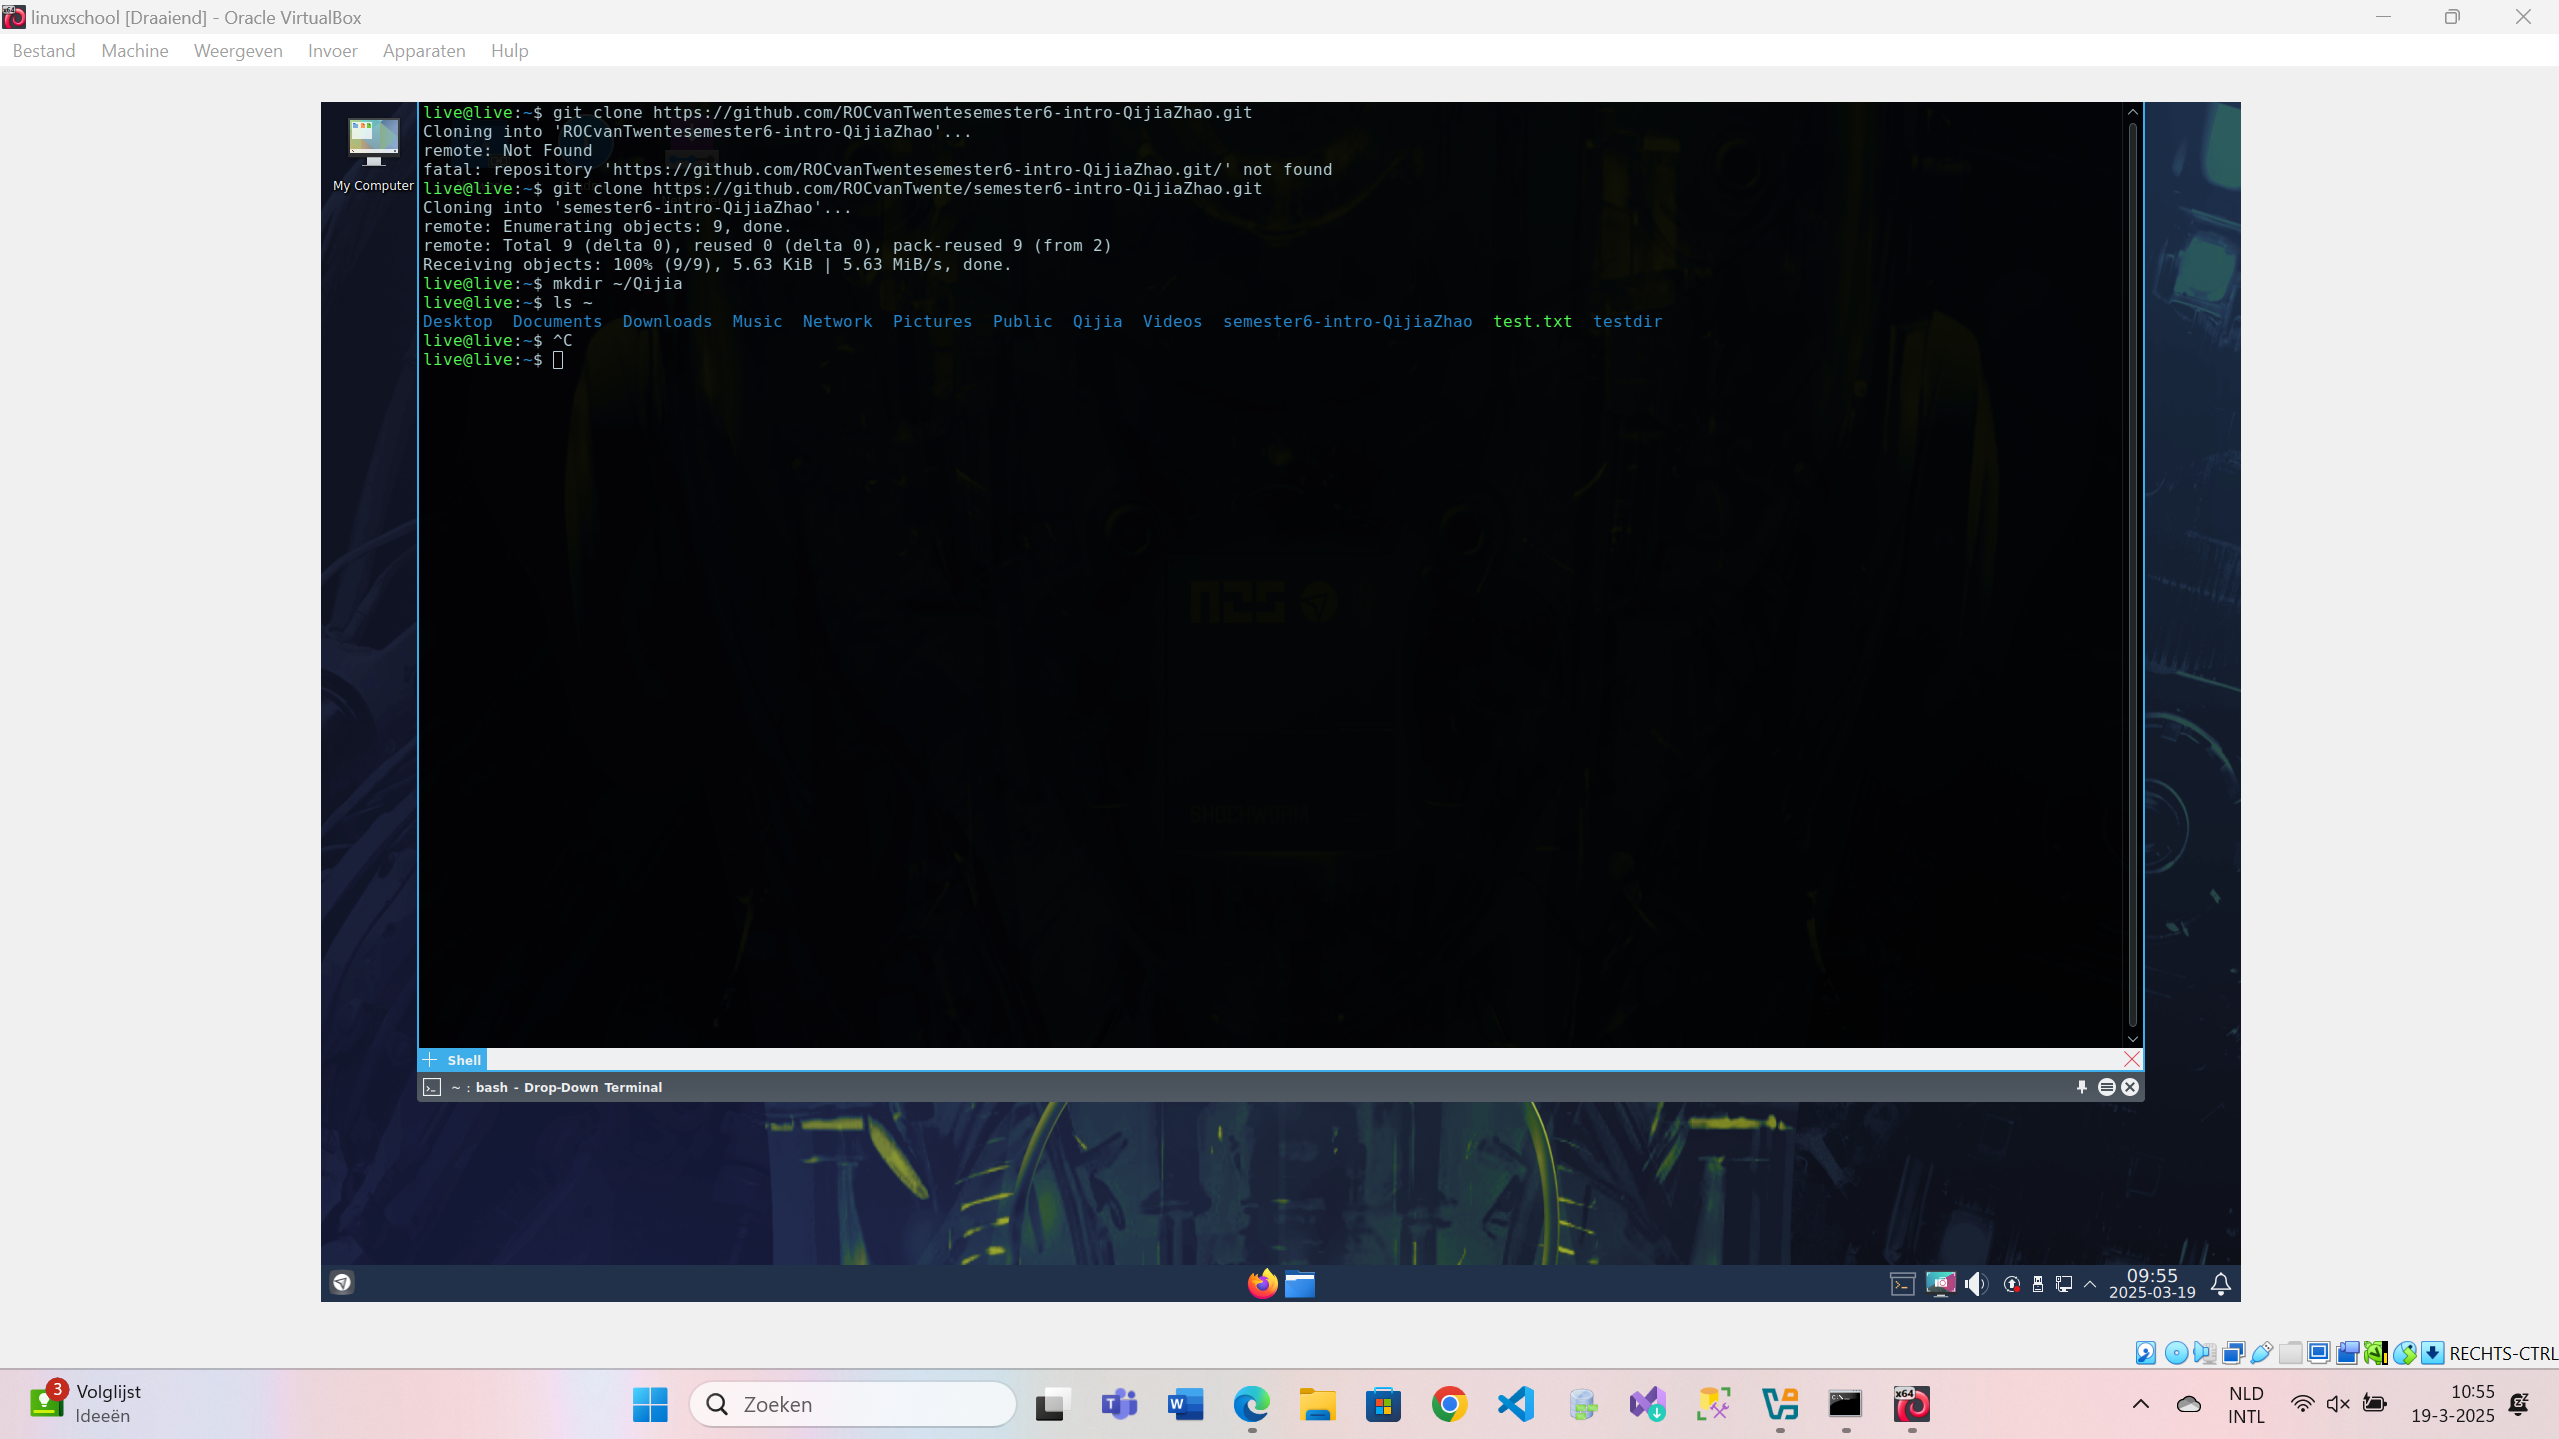 linuxschool [Draaiend] - Oracle VirtualBox
Bestand Machine Weergeven Invoer Apparaten Hulp
My Computer
live@live:~$ git clone https://github.com/ROCvanTwentesemester6-intro-QijiaZhao.git
Cloning into 'ROCvanTwentesemester6-intro-QijiaZhao'...
remote: Not Found
fatal: repository 'https://github.com/ROCvanTwentesemester6-intro-QijiaZhao.git/' not found
live@live:~$ git clone https://github.com/ROCvanTwente/semester6-intro-QijiaZhao.git
Cloning into 'semester6-intro-QijiaZhao'...
remote: Enumerating objects: 9, done.
remote: Total 9 (delta 0), reused 0 (delta 0), pack-reused 9 (from 2)
Receiving objects: 100% (9/9), 5.63 KiB | 5.63 MiB/s, done.
live@live:~$ mkdir ~/Qijia
live@live:~$ ls ~
Desktop Documents Downloads Music Network Pictures Public Qijia Videos semester6-intro-QijiaZhao test.txt testdir
live@live:~$ ^C
live@live:~$
n25
Shell
~ : bash - Drop-Down Terminal
09:55
2025-03-19
RECHTS-CTRL
3
Volglijst
Ideeën
Zoeken
NLD
INTL
10:55
19-3-2025